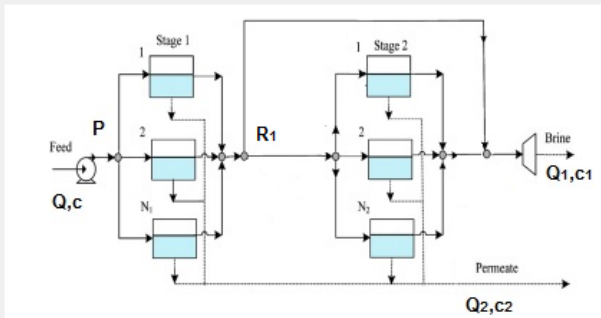 Stage 1
1
Stage 2
1
P
2
R1
2
Feed
Brine
Q,c
Q1,c1
N1
N2
Permeate
Q2,c2